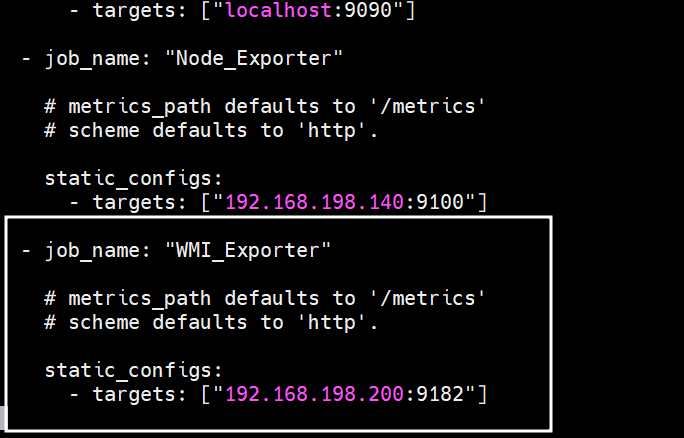 - targets: ["localhost:9090"]
- job_name: "Node_Exporter"
# metrics_path defaults to '/metrics'
# scheme defaults to 'http'.
static_configs:
- targets: ["192.168.198.140:9100"]
- job_name: "WMI_Exporter"
# metrics_path defaults to '/metrics'
# scheme defaults to 'http'.
static_configs:
- targets: ["192.168.198.200:9182"]